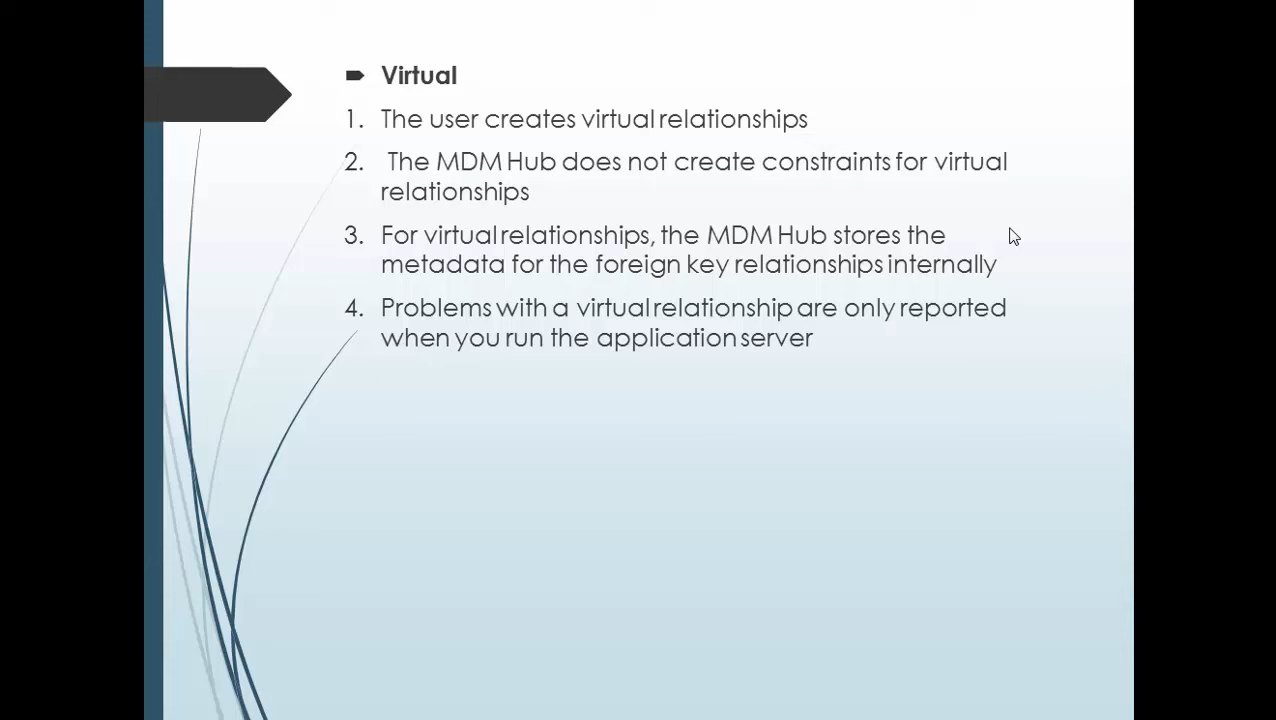 Virtual
1. The user creates virtual relationships
2. The MDM Hub does not create constraints for virtual
relationships
3. For virtual relationships, the MDM Hub stores the
metadata for the foreign key relationships internally
4. Problems with a virtual relationship are only reported
when you run the application server